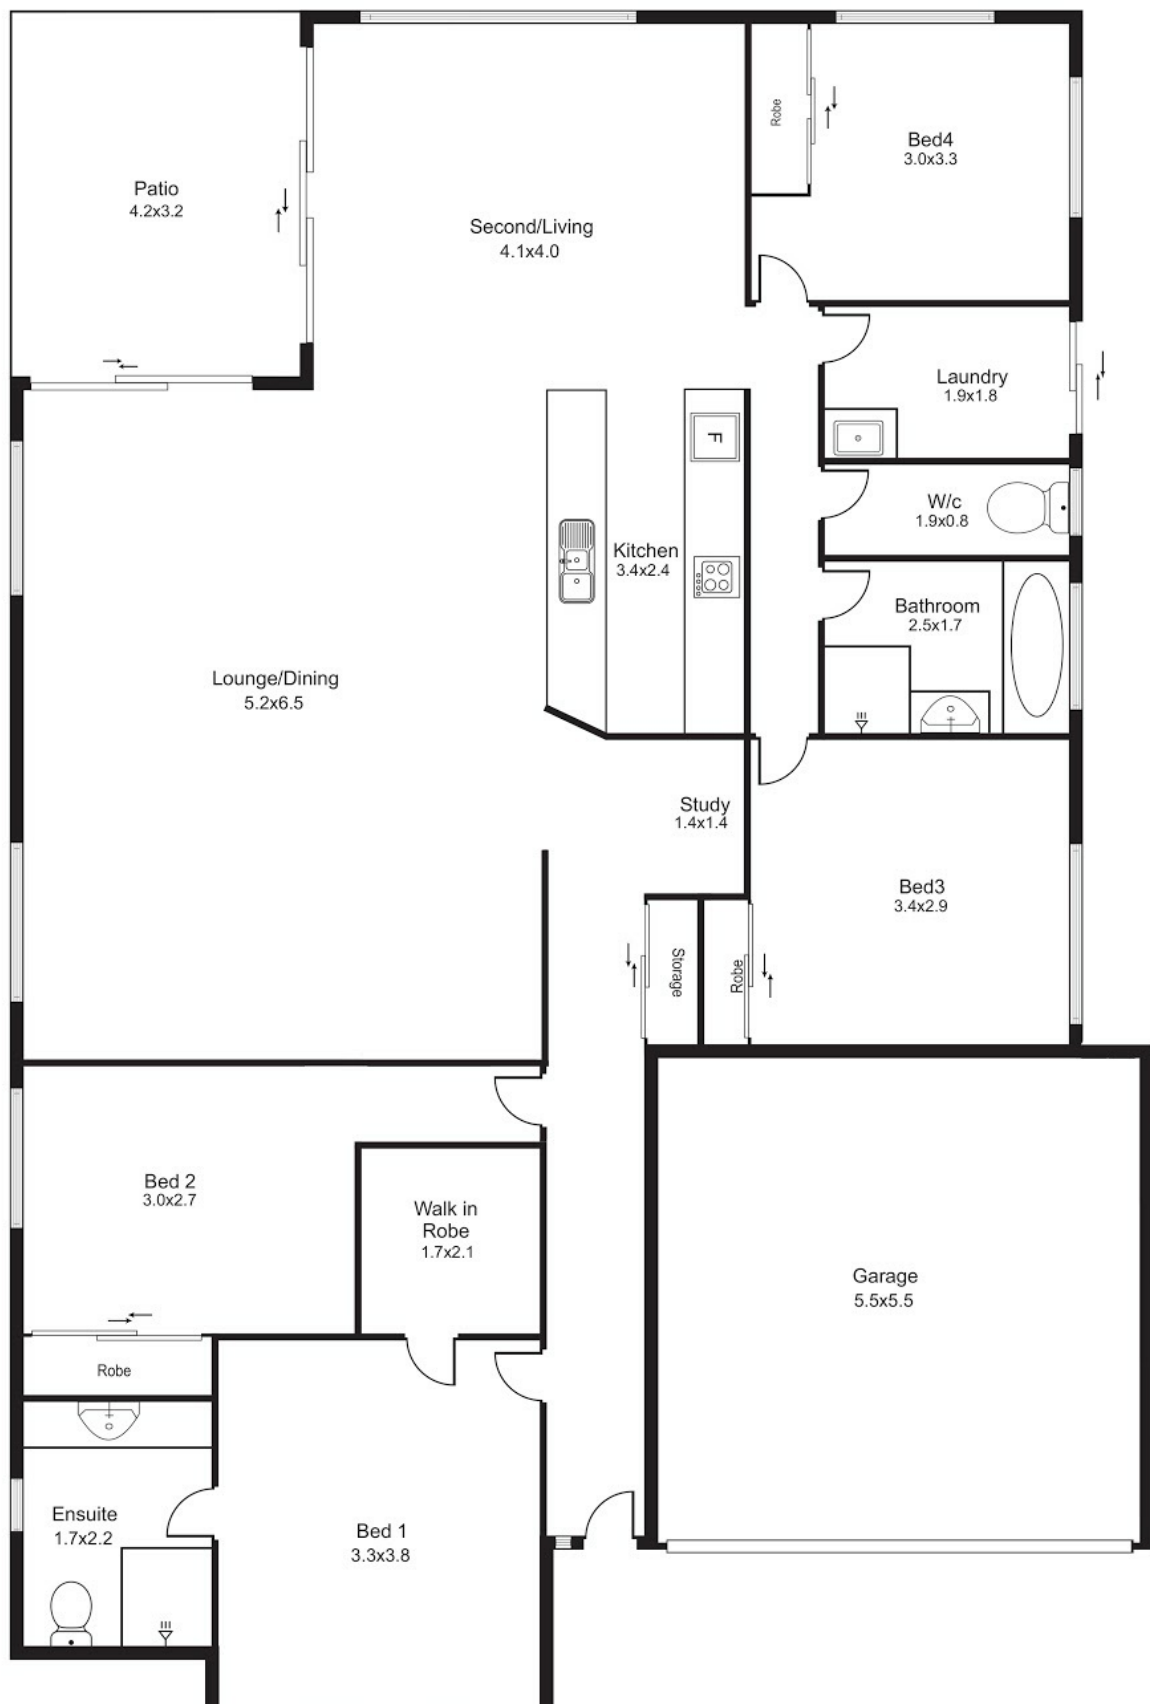 Robe
Bed4
3.0x3.3
Patio
4.2x3.2
Second/Living
4.1x4.0
Laundry
1.9x1.8
F
W/c
1.9x0.8
Kitchen
3.4x2.4
Bathroom
2.5x1.7
Lounge/Dining
5.2x6.5
Study
1.4x1.4
Bed3
3.4x2.9
Storage
Robe
Bed 2
3.0x2.7
Walk in
Robe
1.7x2.1
Garage
5.5x5.5
Robe
Ensuite
1.7x2.2
Bed 1
3.3x3.8